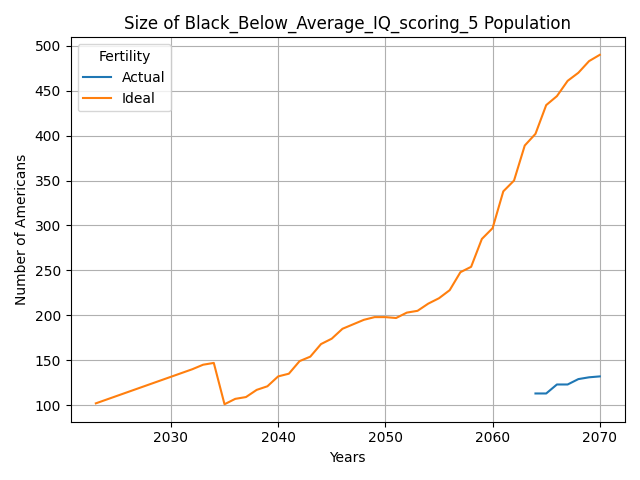 Size of Black_Below_Average_IQ_scoring_5 Population
Fertility
Actual
Ideal
Number of Americans
500
450
400
350
300
250
200
150
100
2030 2040 2050 2060 2070
Years